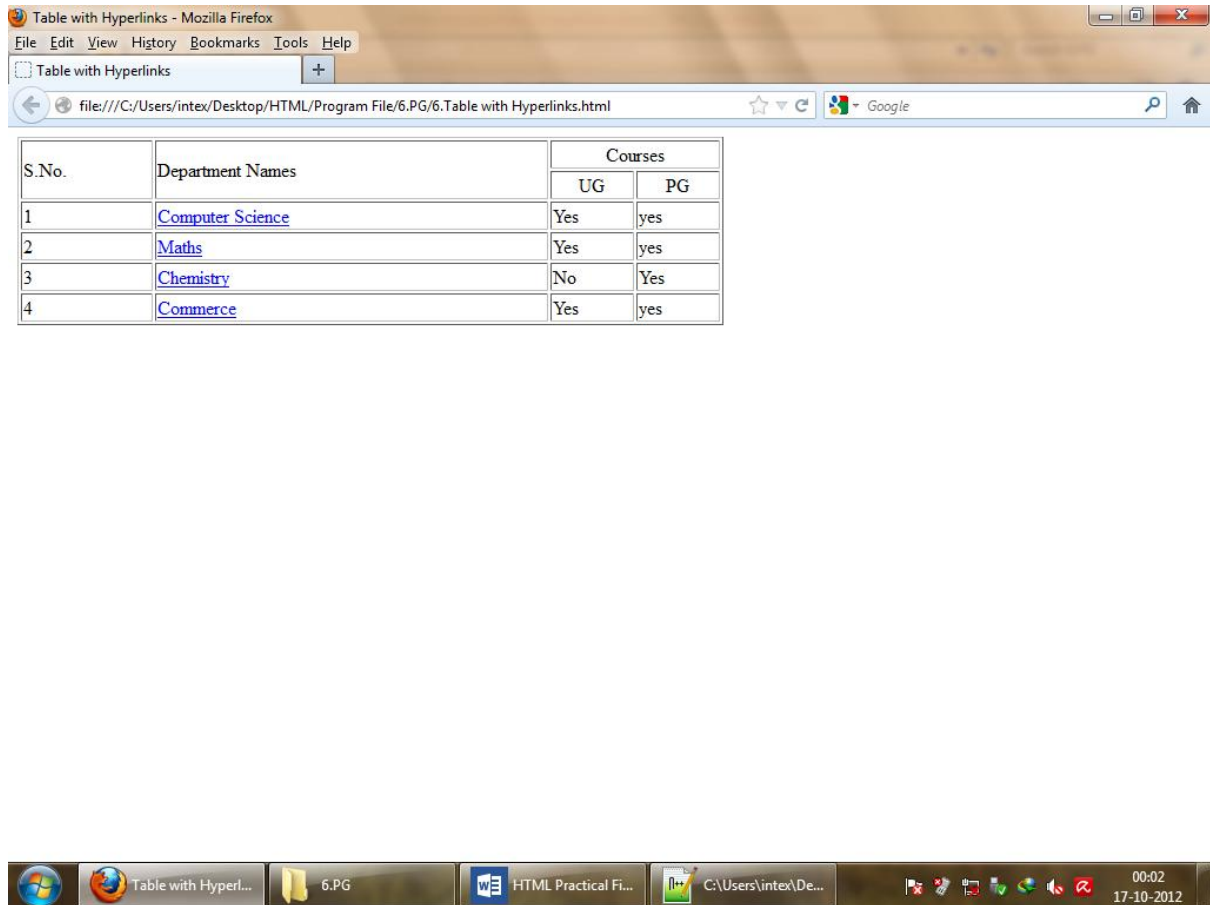 Table with Hyperlinks - Mozilla Firefox
File Edit View History Bookmarks Tools Help
Table with Hyperlinks +
file:///C:/Users/intex/Desktop/HTML/Program File/6.PG/6.Table with Hyperlinks.html Google
S.No. Department Names Courses
UG PG
1 Computer Science Yes yes
2 Maths Yes yes
3 Chemistry No Yes
4 Commerce Yes yes
Table with Hyperl... 6.PG HTML Practical Fi... C:\Users\intex\De... 00:02
17-10-2012